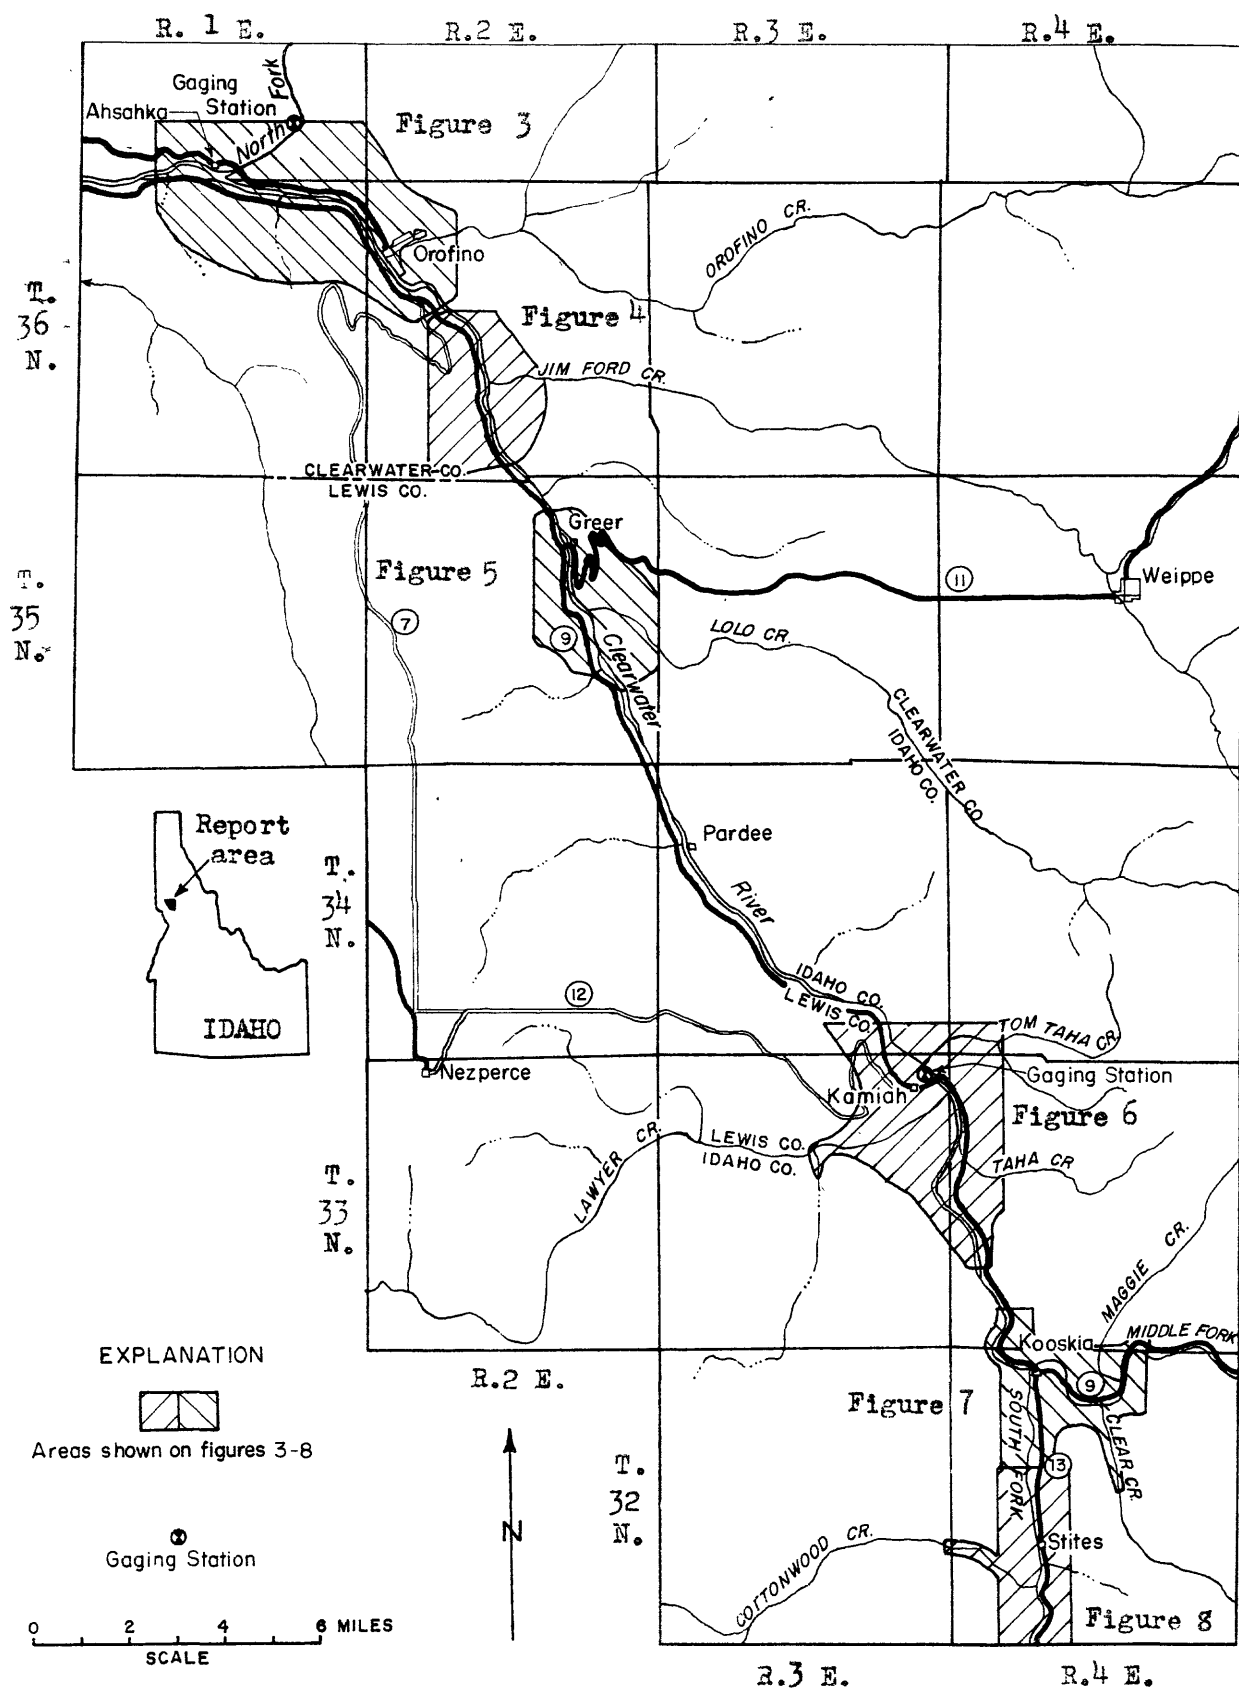 R. 1 E.
R.2 E.
R.3 E.
R.4 E.
Gaging
Station
Ahsahka
North Fork
Figure 3
Orofino
OROFINO CR.
T.
36
N.
Figure 4
JIM FORD CR.
CLEARWATER CO.
LEWIS CO.
Greer
Figure 5
11
Weippe
T.
35
N.
7
9
Clearwater
LOLO CR.
CLEARWATER CO.
IDAHO CO.
Report
area
IDAHO
Pardee
River
T.
34
N.
IDAHO CO.
LEWIS CO.
12
TOM TAHA CR.
Nezperce
Kamiah
Gaging Station
Figure 6
LAWYER CR.
LEWIS CO.
IDAHO CO.
TAHA CR
T.
33
N.
MAGGIE CR.
MIDDLE FORK
Kooskia
EXPLANATION
Areas shown on figures 3-8
R.2 E.
Figure 7
9
SOUTH FORK
CLEAR CR.
13
T.
32
N.
N
Gaging Station
Stites
COTTONWOOD CR.
Figure 8
0 2 4 6 MILES
SCALE
R.3 E.
R.4 E.